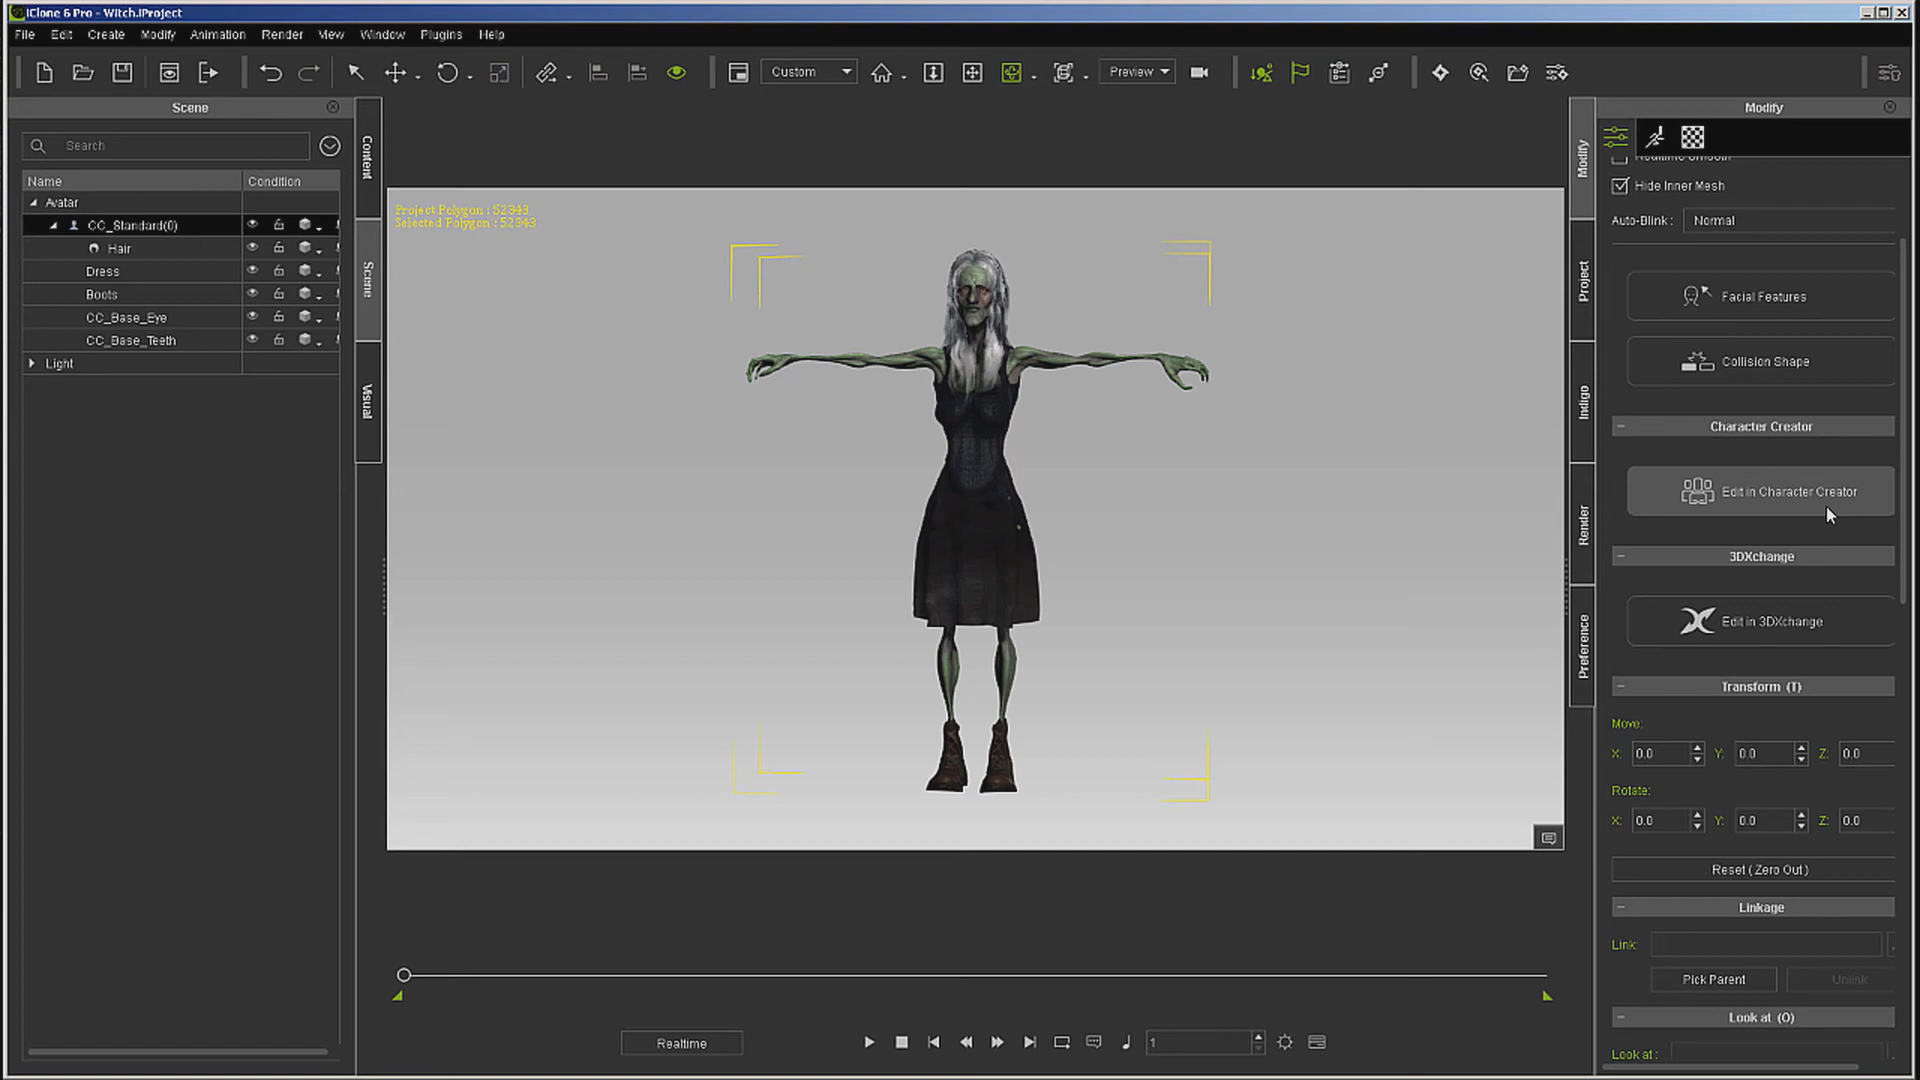 iClone 6 Pro - Witch.iProject
File Edit Create Modify Animation Render View Window Plugins Help
Custom Preview
Scene
Search
Name Condition
Avatar
CC_Standard(0)
Hair
Dress
Boots
CC_Base_Eye
CC_Base_Teeth
Light
Content
Scene
Visual
Project Polygon : 52343
Selected Polygon : 52343
Realtime
1
Modify
Project
Indigo
Render
Preference
Modify
Realtime Smooth
Hide Inner Mesh
Auto-Blink : Normal
Facial Features
Collision Shape
Character Creator
Edit in Character Creator
3DXchange
Edit in 3DXchange
Transform (T)
Move:
X: 0.0 Y: 0.0 Z: 0.0
Rotate:
X: 0.0 Y: 0.0 Z: 0.0
Reset ( Zero Out )
Linkage
Link:
Pick Parent Unlink
Look at (O)
Look at :